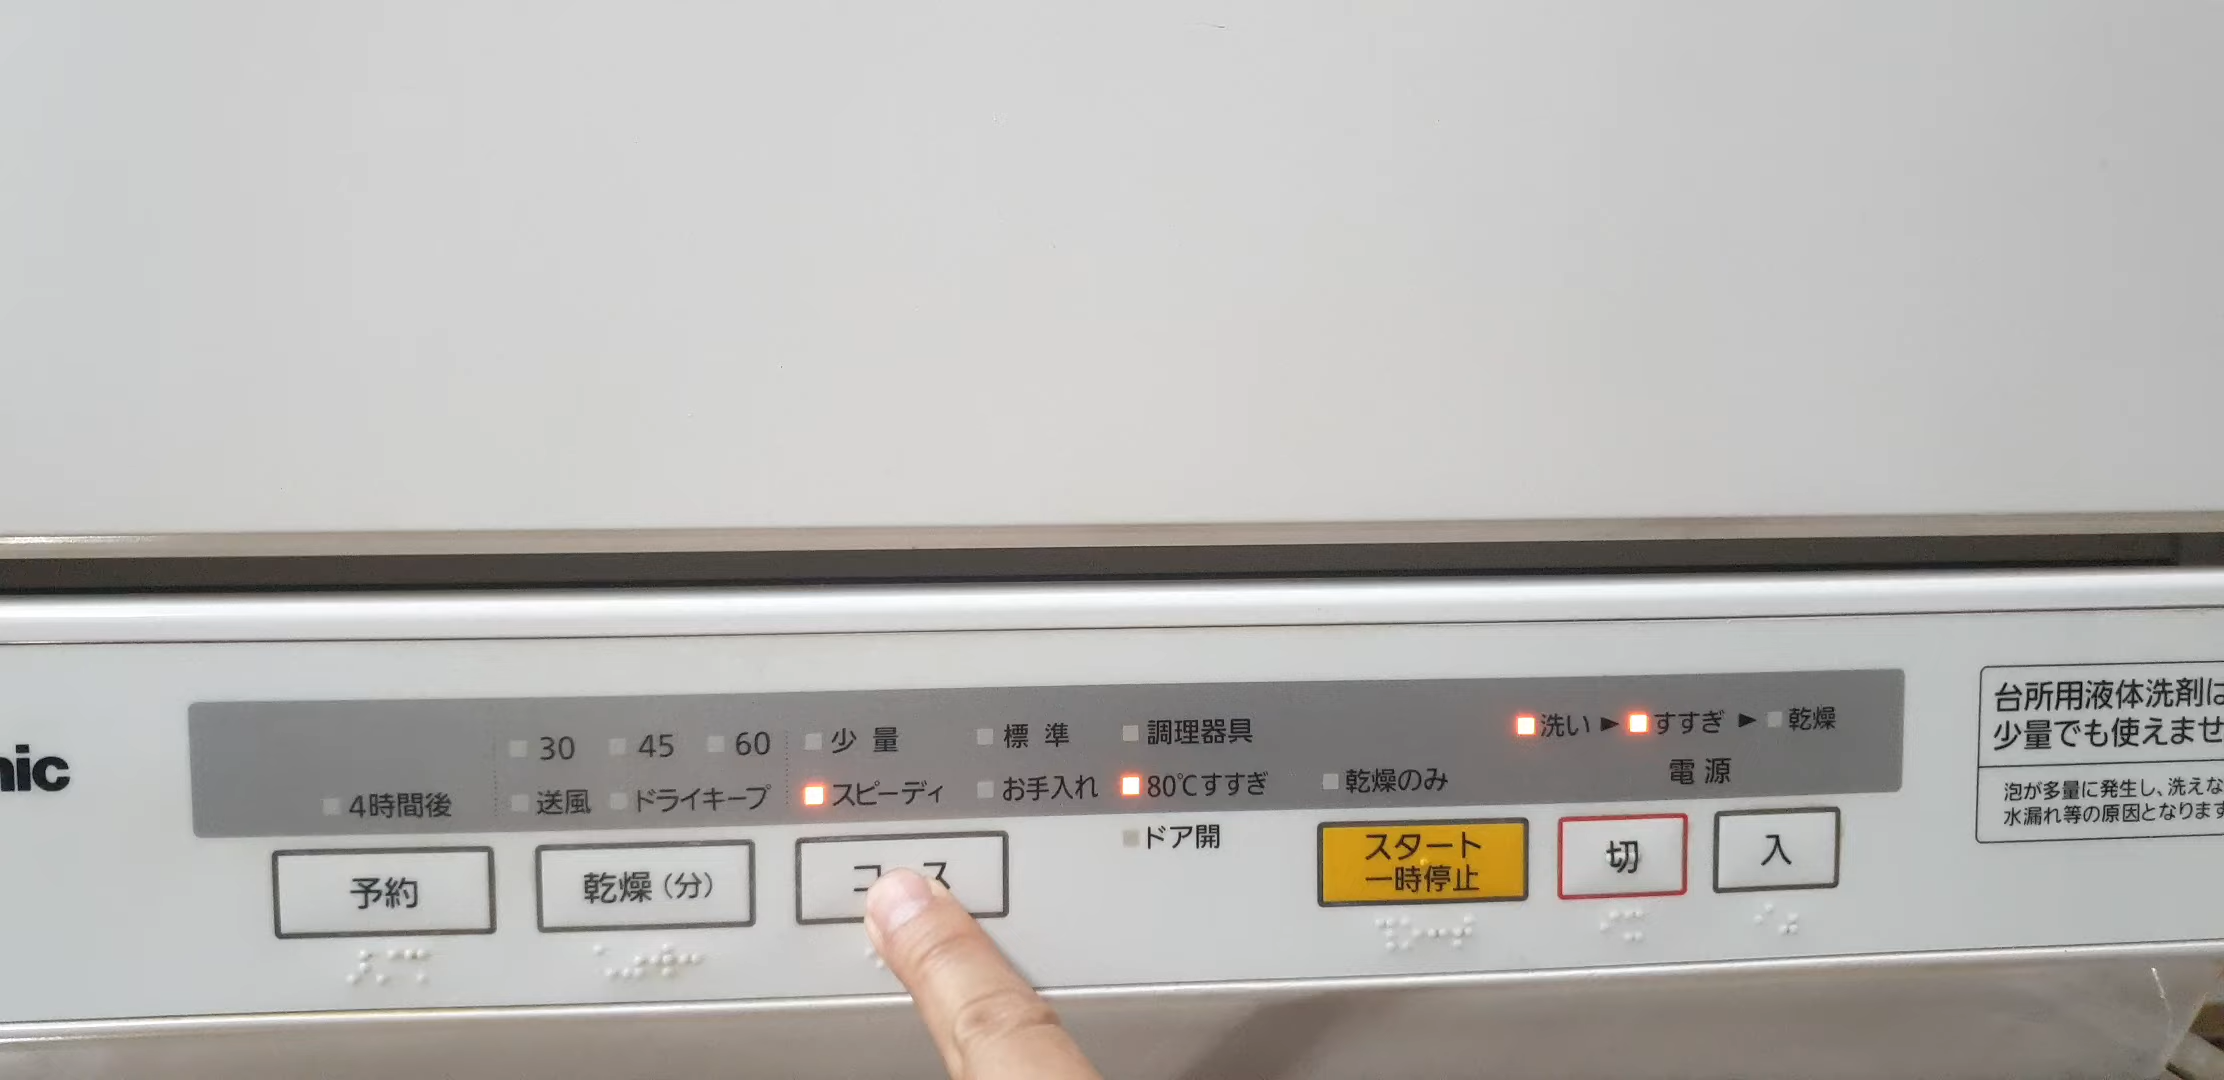 nic
30 45 60 少量 標準 調理器具 洗い ▶ すすぎ ▶ 乾燥
4時間後 送風 ドライキープ スピーディ お手入れ 80℃すすぎ 乾燥のみ 電源
ドア開
予約 乾燥(分) コース スタート 切 入
一時停止
台所用液体洗剤は
少量でも使えませ
泡が多量に発生し、洗えな
水漏れ等の原因となります